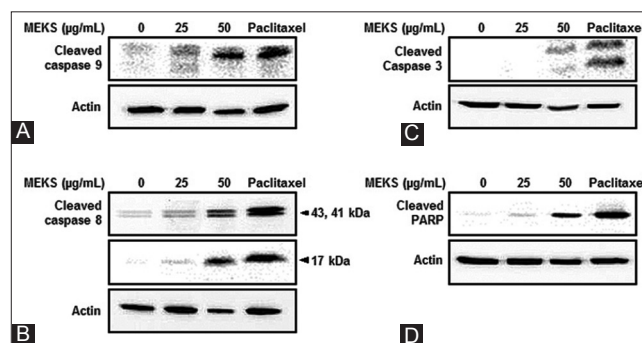 MEKS (µg/mL) 0 25 50 Paclitaxel
Cleaved
caspase 9
Actin
A
MEKS (µg/mL) 0 25 50 Paclitaxel
Cleaved
Caspase 3
Actin
C
MEKS (µg/mL) 0 25 50 Paclitaxel
Cleaved
caspase 8
43, 41 kDa
17 kDa
Actin
B
MEKS (µg/mL) 0 25 50 Paclitaxel
Cleaved
PARP
Actin
D